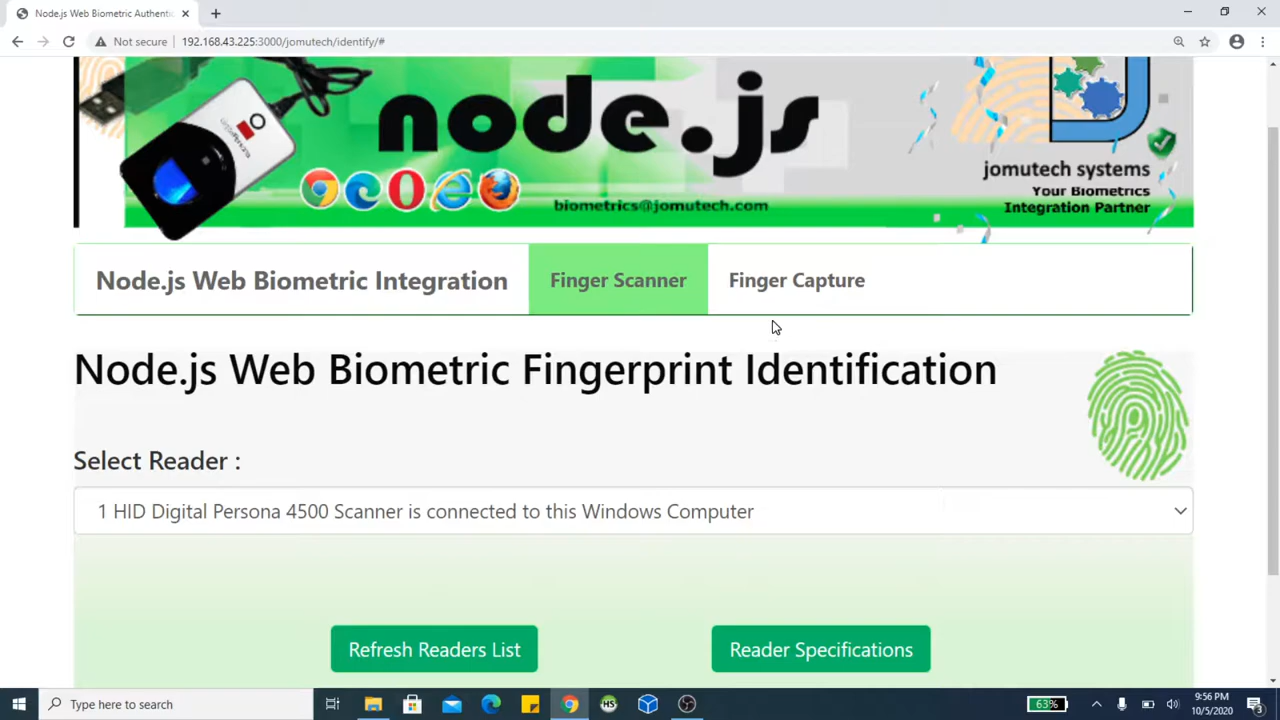 Node.js Web Biometric Authentic
Not secure
192.168.43.225:3000/jomutech/identify/#
node.js
jomutech systems
Your Biometrics
Integration Partner
biometrics@jomutech.com
Node.js Web Biometric Integration
Finger Scanner
Finger Capture
Node.js Web Biometric Fingerprint Identification
Select Reader :
1 HID Digital Persona 4500 Scanner is connected to this Windows Computer
Refresh Readers List
Reader Specifications
Type here to search
HS
63%
9:56 PM
10/5/2020
3